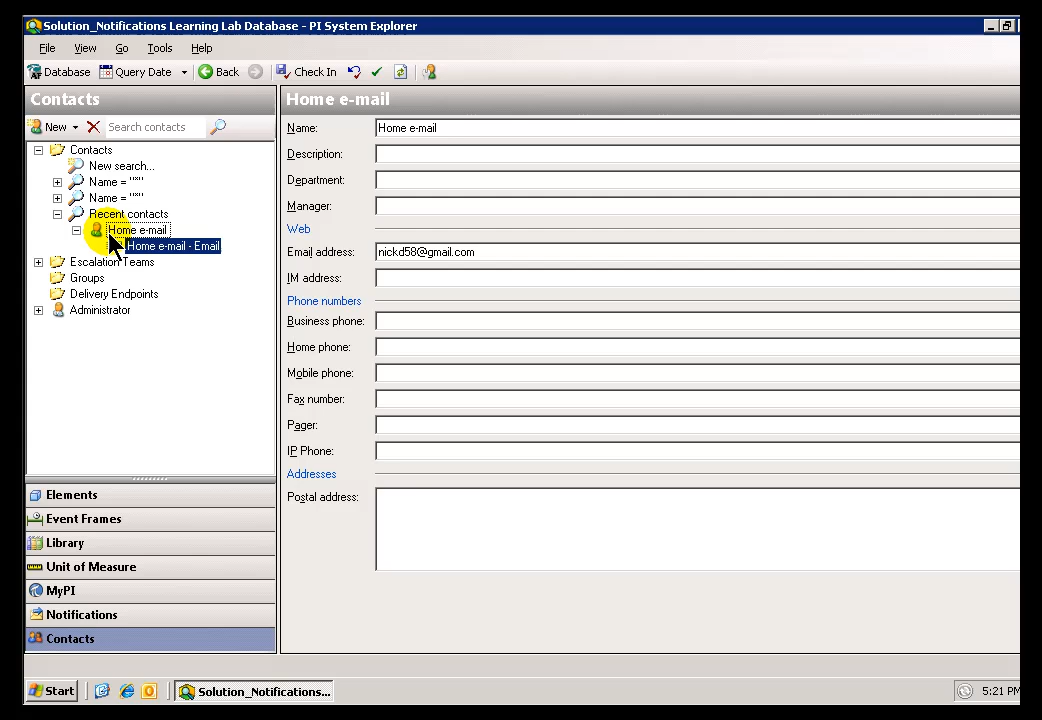 Solution_Notifications Learning Lab Database - PI System Explorer
File View Go Tools Help
Database Query Date Back Check In
Contacts
New Search contacts
Contacts
New search...
Name = "*"
Name = "*"
Recent contacts
Home e-mail
Home e-mail - Email
Escalation Teams
Groups
Delivery Endpoints
Administrator
Elements
Event Frames
Library
Unit of Measure
MyPI
Notifications
Contacts
Home e-mail
Name: Home e-mail
Description:
Department:
Manager:
Web
Email address: nickd58@gmail.com
IM address:
Phone numbers
Business phone:
Home phone:
Mobile phone:
Fax number:
Pager:
IP Phone:
Addresses
Postal address:
Start Solution_Notifications... 5:21 PM